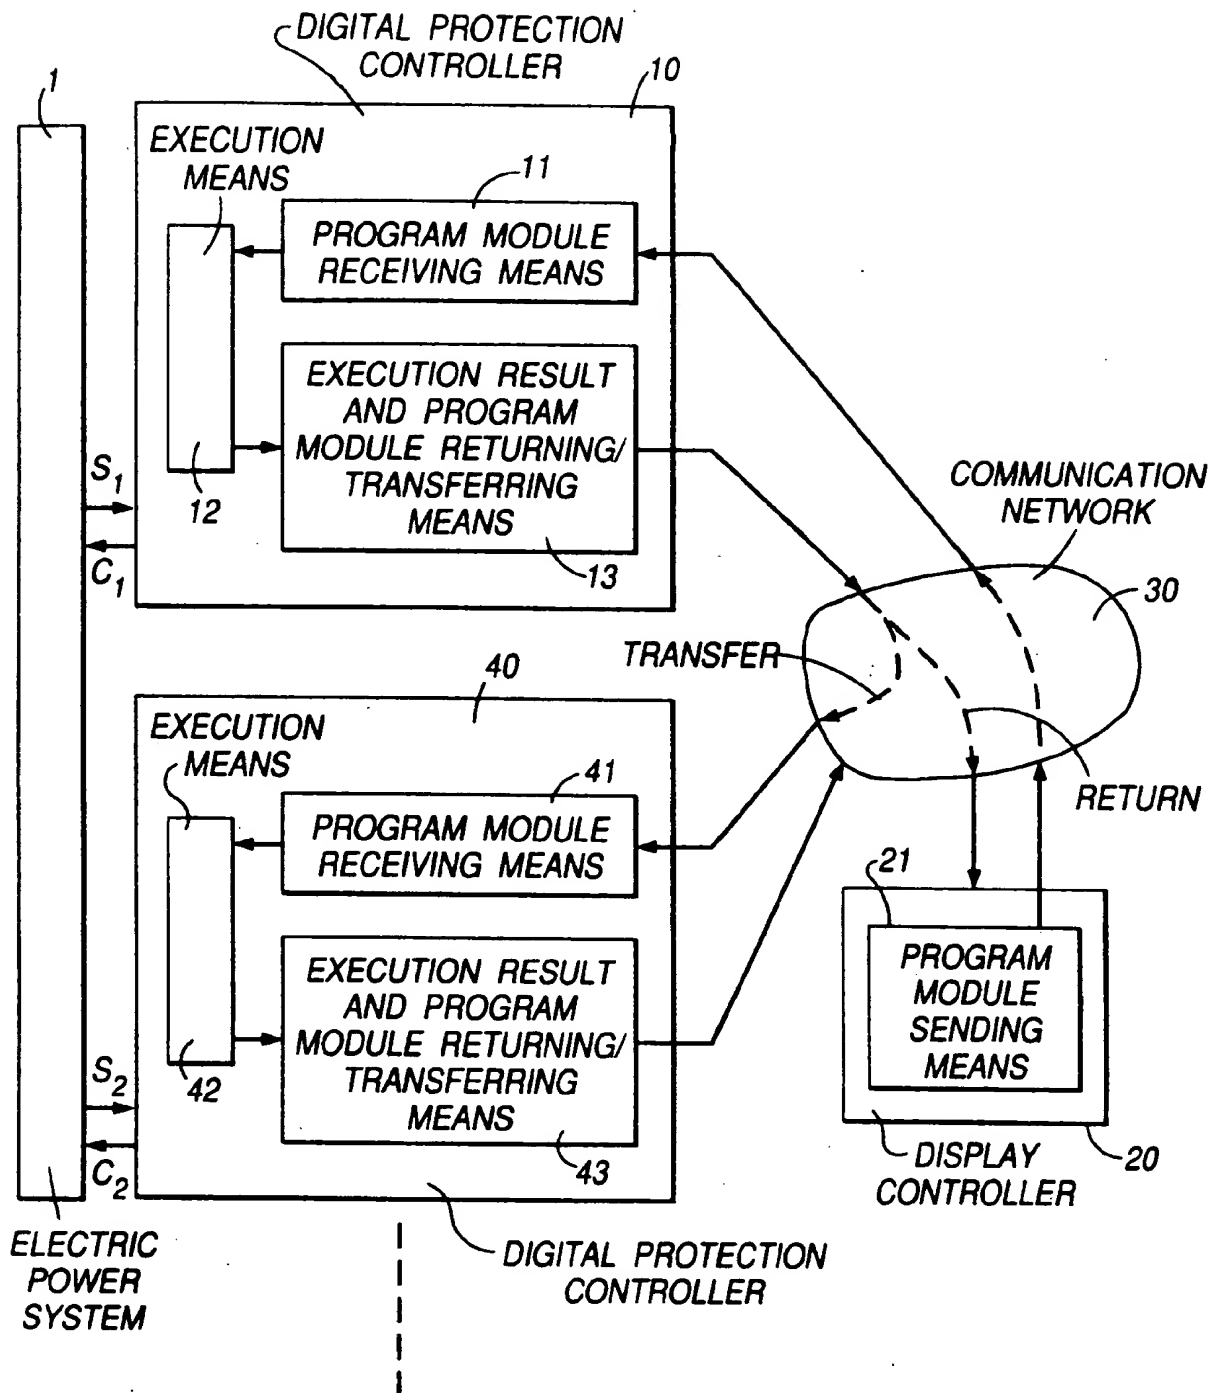 DIGITAL PROTECTION
CONTROLLER
1
10
EXECUTION
MEANS
11
PROGRAM MODULE
RECEIVING MEANS
EXECUTION RESULT
AND PROGRAM
MODULE RETURNING/
TRANSFERRING
MEANS
12
13
S1
C1
COMMUNICATION
NETWORK
30
TRANSFER
RETURN
40
EXECUTION
MEANS
41
PROGRAM MODULE
RECEIVING MEANS
EXECUTION RESULT
AND PROGRAM
MODULE RETURNING/
TRANSFERRING
MEANS
42
43
S2
C2
21
PROGRAM
MODULE
SENDING
MEANS
DISPLAY
CONTROLLER
20
ELECTRIC
POWER
SYSTEM
DIGITAL PROTECTION
CONTROLLER